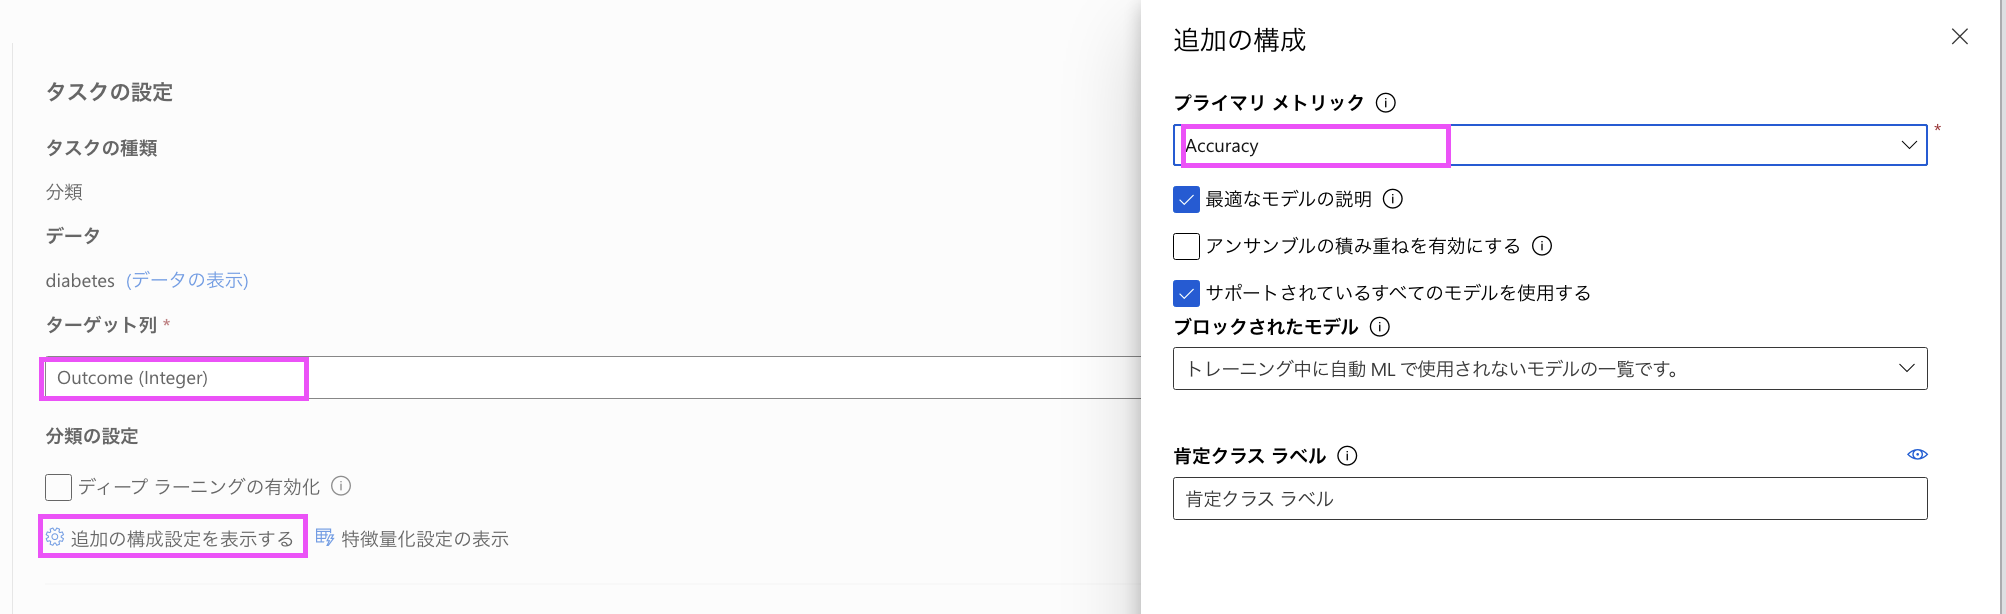 タスクの設定
タスクの種類
分類
データ
diabetes (データの表示)
ターゲット列 *
Outcome (Integer)
分類の設定
ディープ ラーニングの有効化
追加の構成設定を表示する 特徴量化設定の表示
追加の構成
プライマリ メトリック
Accuracy
*
最適なモデルの説明
アンサンブルの積み重ねを有効にする
サポートされているすべてのモデルを使用する
ブロックされたモデル
トレーニング中に自動 ML で使用されないモデルの一覧です。
肯定クラス ラベル
肯定クラス ラベル